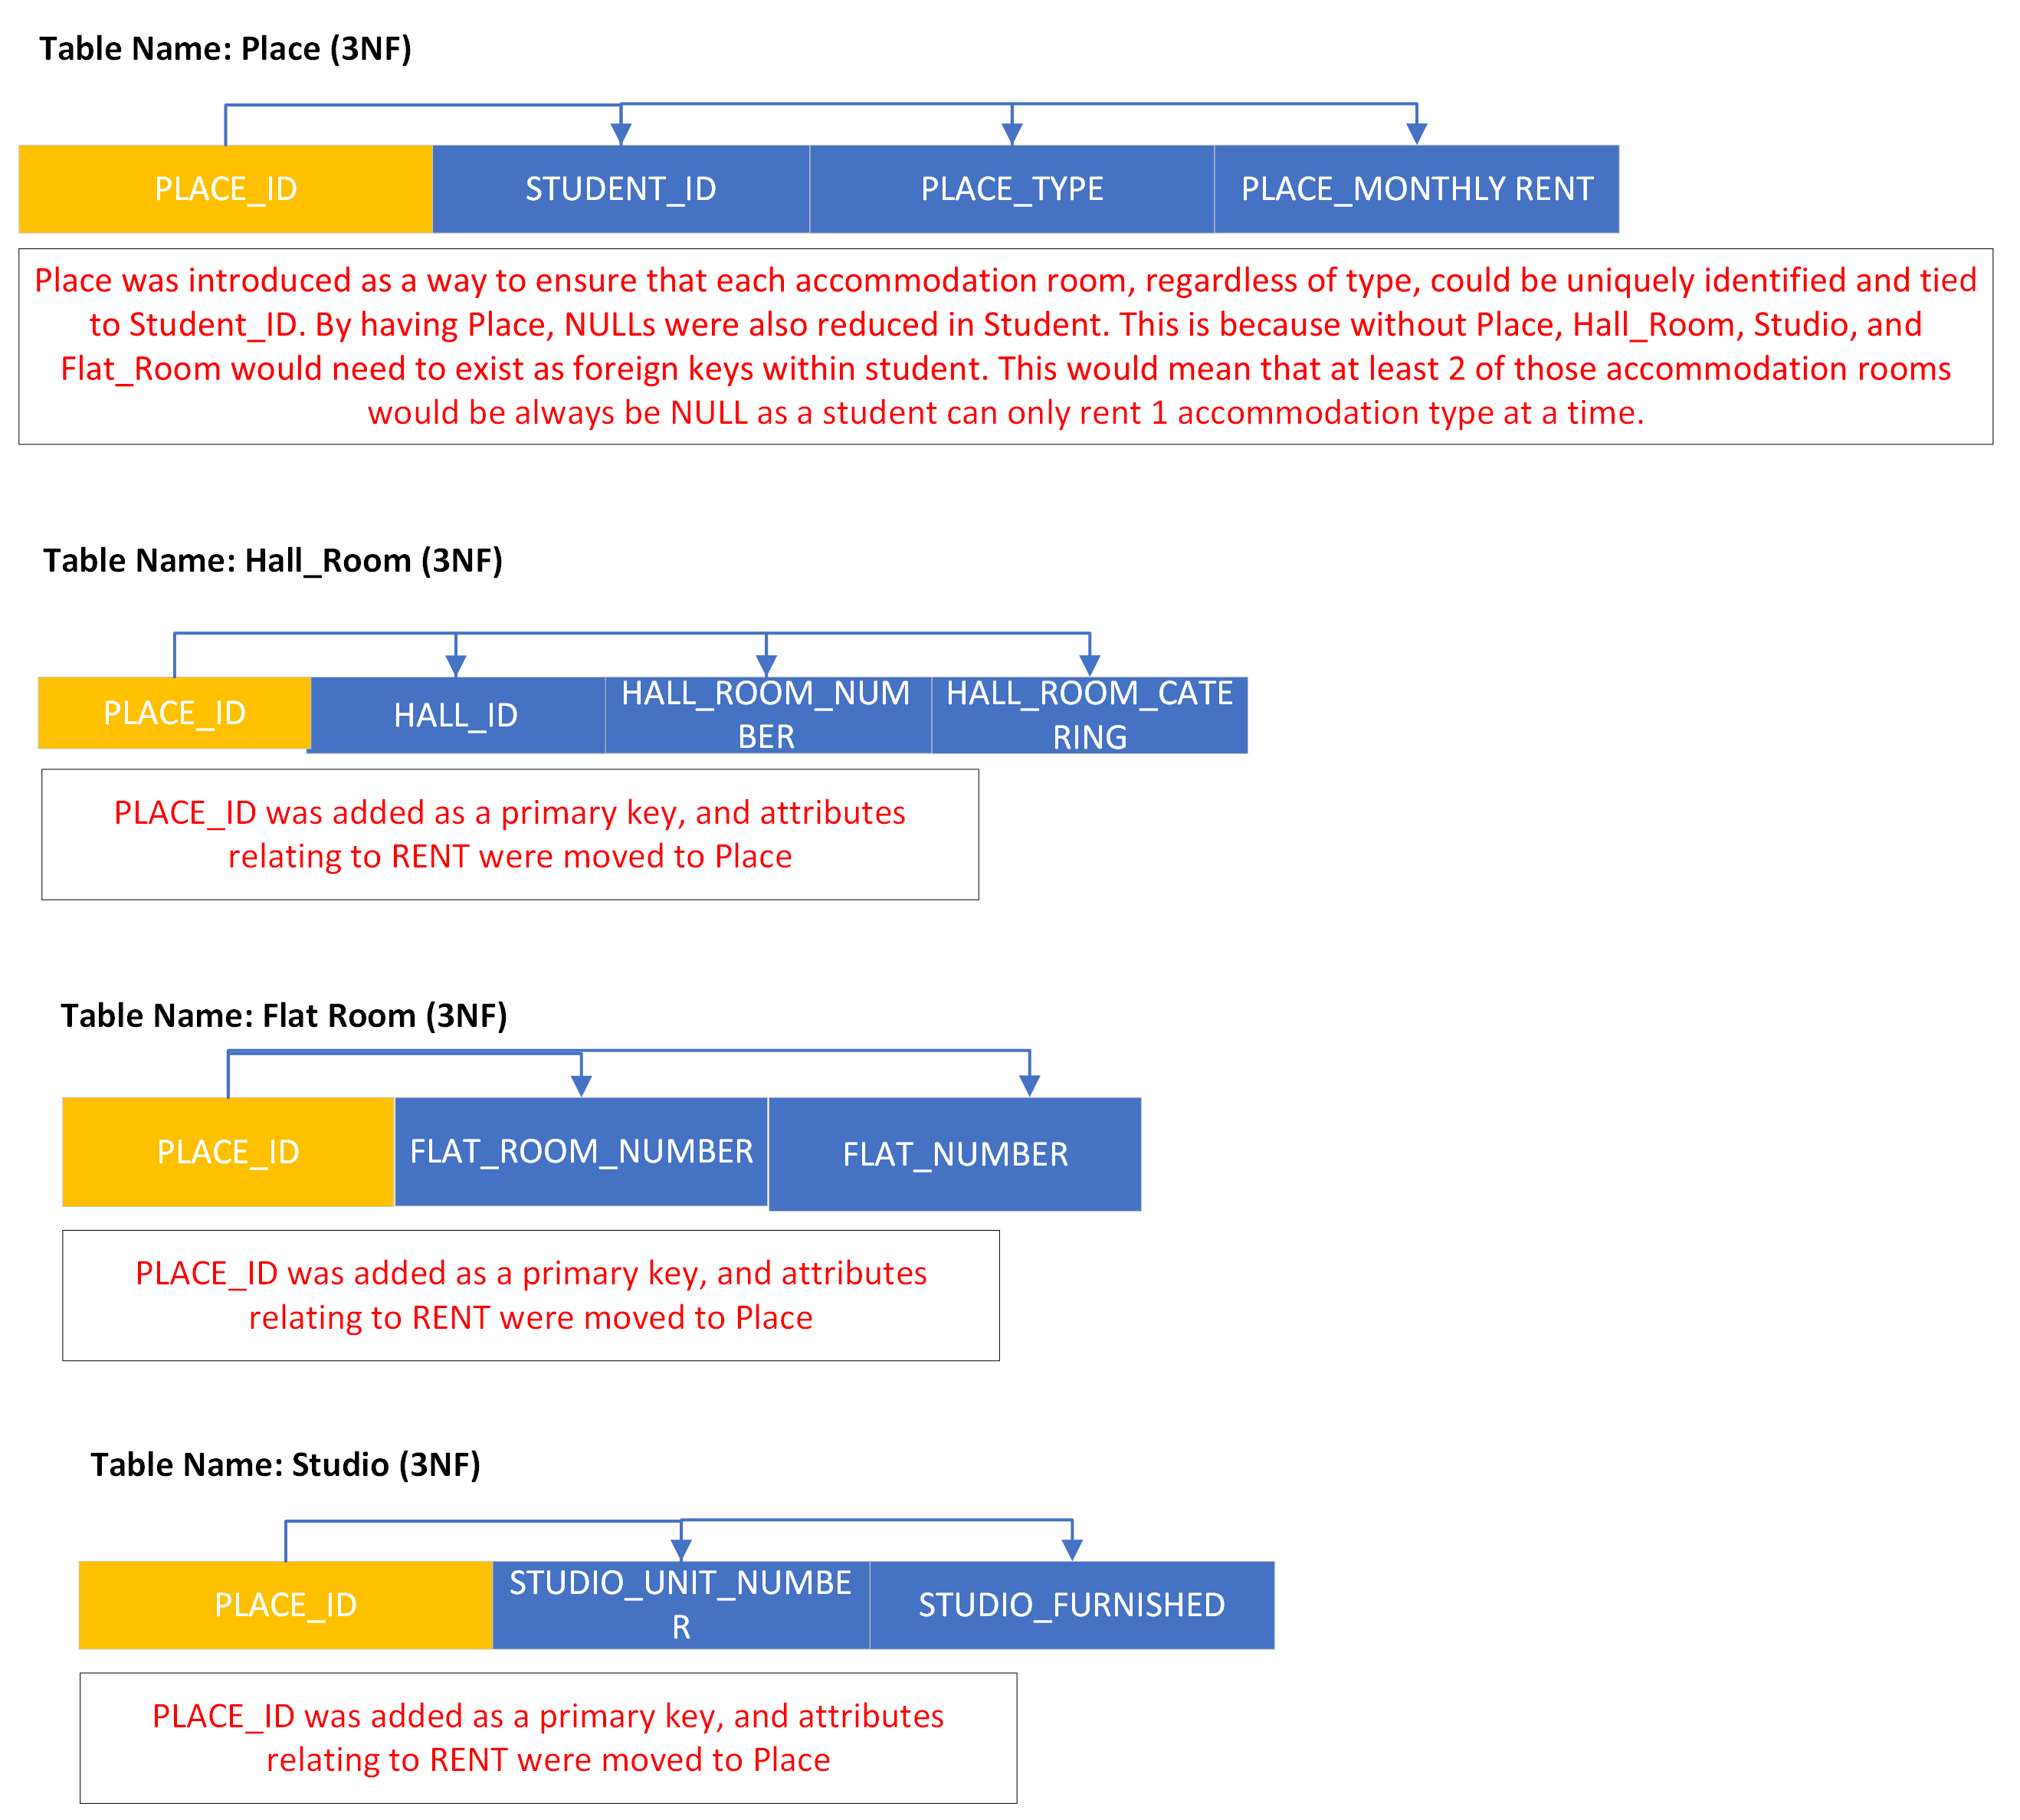 Table Name: Place (3NF)
PLACE_ID STUDENT_ID PLACE_TYPE PLACE_MONTHLY RENT
Place was introduced as a way to ensure that each accommodation room, regardless of type, could be uniquely identified and tied
to Student_ID. By having Place, NULLs were also reduced in Student. This is because without Place, Hall_Room, Studio, and
Flat_Room would need to exist as foreign keys within student. This would mean that at least 2 of those accommodation rooms
would be always be NULL as a student can only rent 1 accommodation type at a time.
Table Name: Hall_Room (3NF)
PLACE_ID
HALL_ID
HALL_ROOM_NUM
BER
HALL_ROOM_CATE
RING
PLACE_ID was added as a primary key, and attributes
relating to RENT were moved to Place
Table Name: Flat Room (3NF)
PLACE_ID FLAT_ROOM_NUMBER FLAT_NUMBER
PLACE_ID was added as a primary key, and attributes
relating to RENT were moved to Place
Table Name: Studio (3NF)
PLACE_ID
STUDIO_UNIT_NUMBE
R
STUDIO_FURNISHED
PLACE_ID was added as a primary key, and attributes
relating to RENT were moved to Place